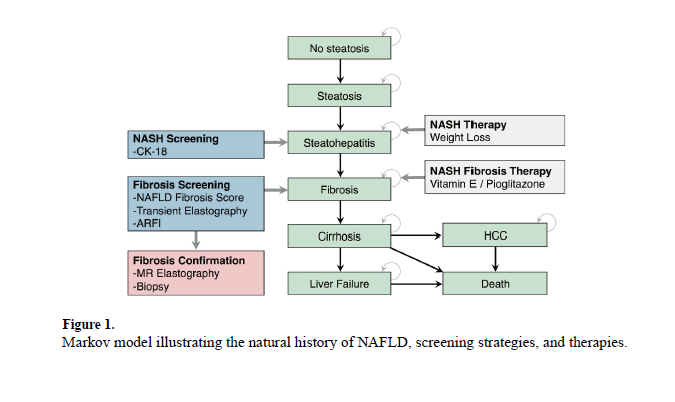 No steatosis
Steatosis
NASH Screening
-CK-18
Steatohepatitis
NASH Therapy
Weight Loss
Fibrosis Screening
-NAFLD Fibrosis Score
-Transient Elastography
-ARFI
Fibrosis
NASH Fibrosis Therapy
Vitamin E / Pioglitazone
Cirrhosis
HCC
Fibrosis Confirmation
-MR Elastography
-Biopsy
Liver Failure
Death
Figure 1.
Markov model illustrating the natural history of NAFLD, screening strategies, and therapies.